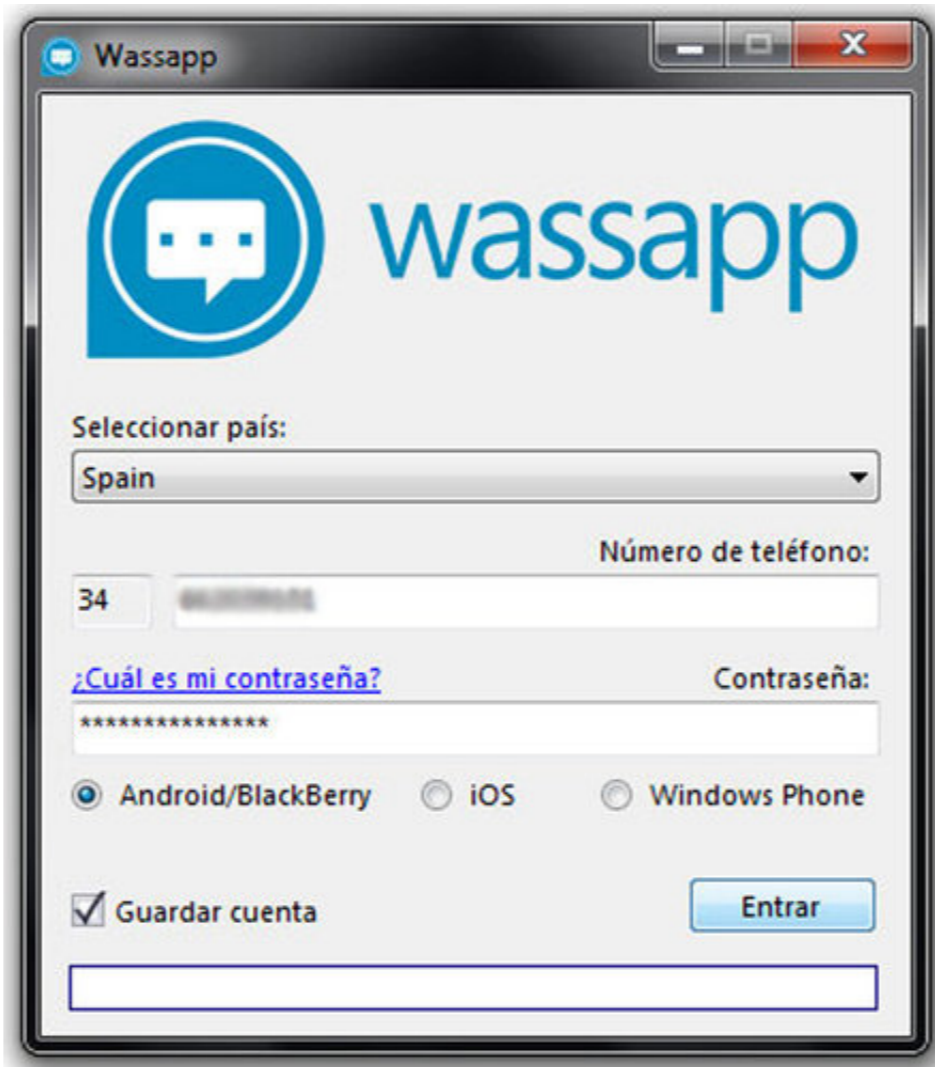 Wassapp
wassapp
Seleccionar país:
Spain
Número de teléfono:
34
¿Cuál es mi contraseña? Contraseña:
***************
Android/BlackBerry iOS Windows Phone
Guardar cuenta Entrar